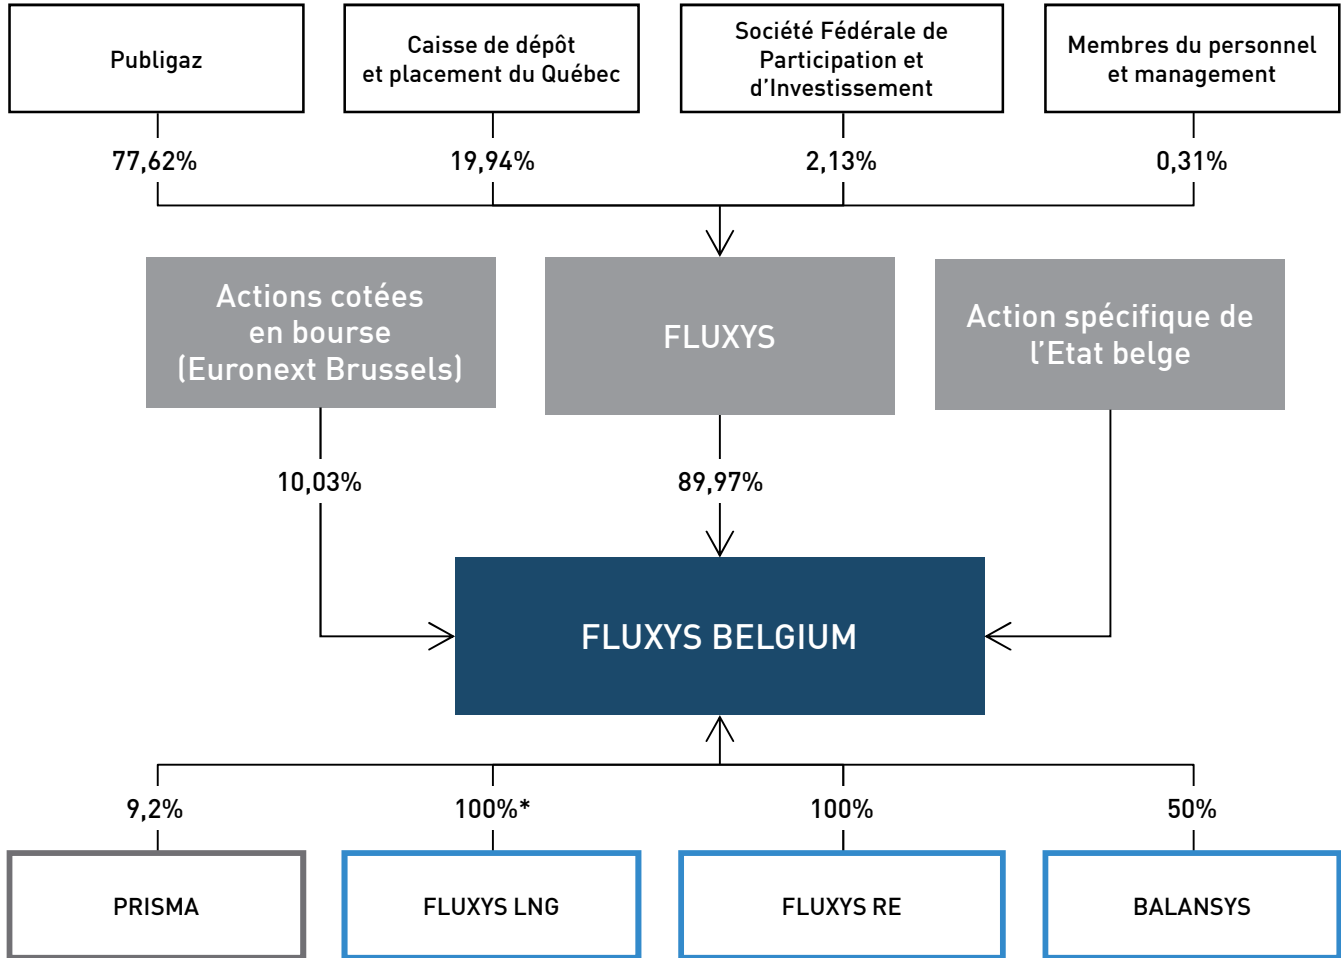 Publigaz
Caisse de dépôt
et placement du Québec
Société Fédérale de
Participation et
d'Investissement
Membres du personnel
et management
77,62%
19,94%
2,13%
0,31%
Actions cotées
en bourse
(Euronext Brussels)
FLUXYS
Action spécifique de
l'Etat belge
10,03%
89,97%
FLUXYS BELGIUM
9,2%
100%*
100%
50%
PRISMA
FLUXYS LNG
FLUXYS RE
BALANSYS